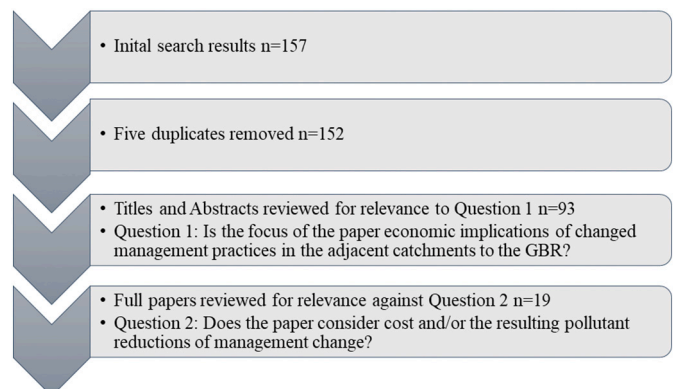 • Inital search results n=157
• Five duplicates removed n=152
• Titles and Abstracts reviewed for relevance to Question 1 n=93
• Question 1: Is the focus of the paper economic implications of changed
management practices in the adjacent catchments to the GBR?
• Full papers reviewed for relevance against Question 2 n=19
• Question 2: Does the paper consider cost and/or the resulting pollutant
reductions of management change?